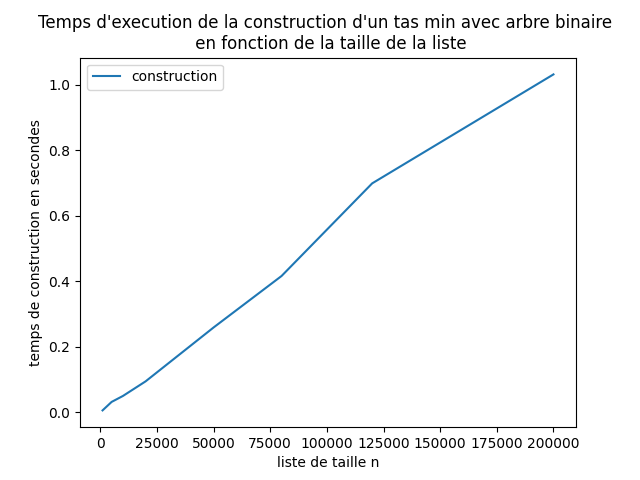 Temps d'execution de la construction d'un tas min avec arbre binaire
en fonction de la taille de la liste
construction
1.0
0.8
0.6
0.4
0.2
0.0
temps de construction en secondes
0 25000 50000 75000 100000 125000 150000 175000 200000
liste de taille n